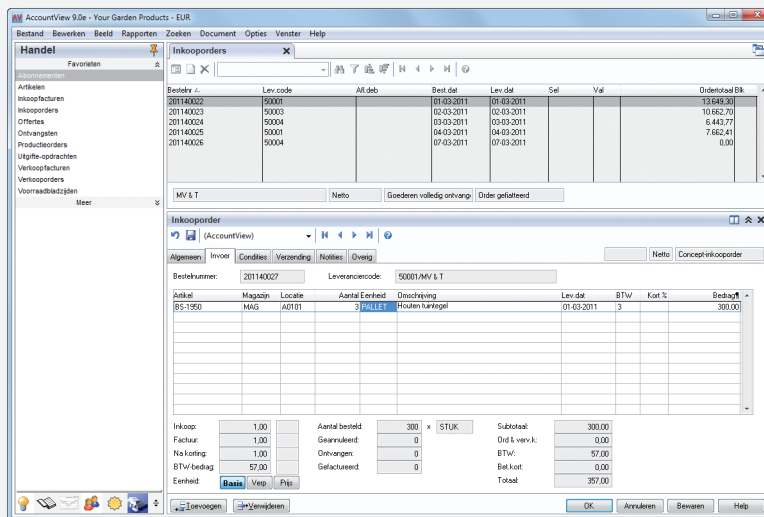 AccountView 9.0e - Your Garden Products - EUR
Bestand Bewerken Beeld Rapporten Zoeken Document Opties Venster Help
Handel
Favorieten
Abonnementen
Artikelen
Inkoopfacturen
Inkooporders
Offertes
Ontvangsten
Productieorders
Uitgifte-opdrachten
Verkoopfacturen
Verkooporders
Voorraadbladzijden
Meer
Inkooporders
Bestelnr Lev.code Afl.deb Best.dat Lev.dat Sel Val Ordertotaal Blk
201140022 50001 01-03-2011 01-03-2011 13.649,30
201140023 50003 02-03-2011 02-03-2011 10.662,70
201140024 50004 03-03-2011 03-03-2011 6.443,77
201140025 50001 04-03-2011 04-03-2011 7.662,41
201140026 50004 07-03-2011 07-03-2011 0,00
MV & T Netto Goederen volledig ontvang Order gefiatteerd
Inkooporder
(AccountView)
Algemeen Invoer Condities Verzending Notities Overig Netto Concept-inkooporder
Bestelnummer: 201140027 Leveranciercode: 50001/MV & T
Artikel Magazijn Locatie Aantal Eenheid Omschrijving Lev.dat BTW Kort % Bedrag¶
BS-1950 MAG A0101 3 PALLET Houten tuintegel 01-03-2011 3 300,00
Inkoop: 1,00 Aantal besteld: 300 x STUK Subtotaal: 300,00
Factuur: 1,00 Geannuleerd: 0 Ord & verv.k: 0,00
Na korting: 1,00 Ontvangen: 0 BTW: 57,00
BTW-bedrag: 57,00 Gefactureerd: 0 Bet.kort: 0,00
Eenheid: Basis Verp Prijs Totaal: 357,00
Toevoegen Verwijderen OK Annuleren Bewaren Help